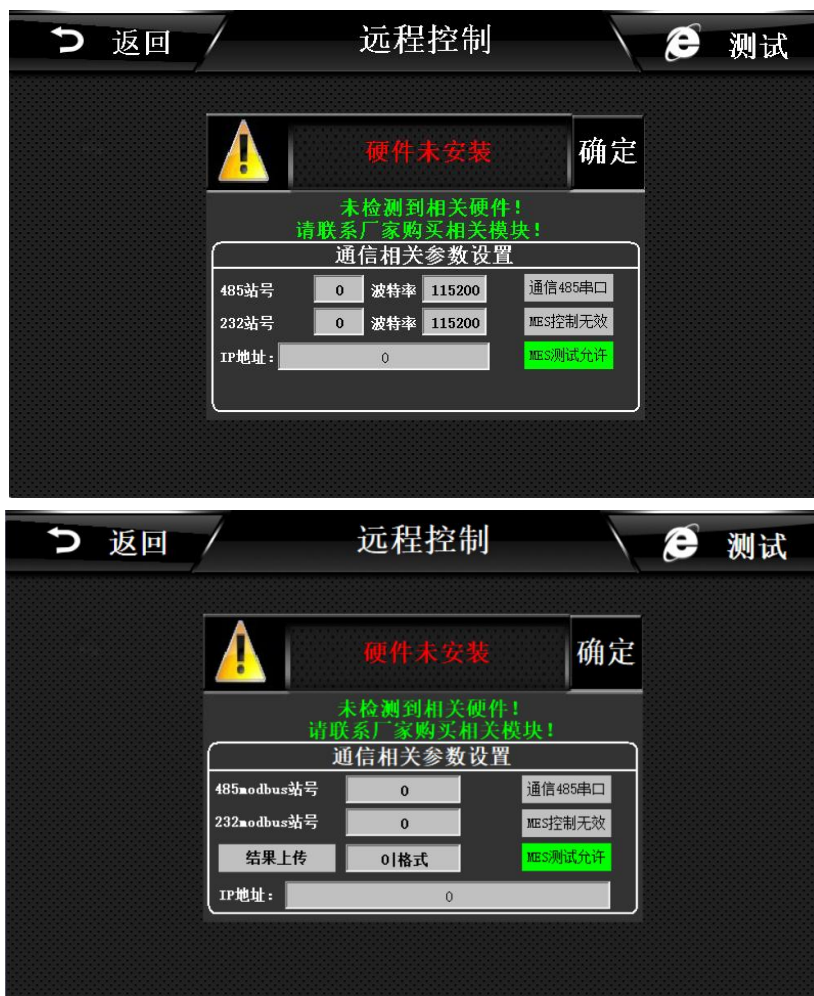 返回 远程控制 测试
硬件未安装 确定
未检测到相关硬件！
请联系厂家购买相关模块！
通信相关参数设置
485站号 0 波特率 115200 通信485串口
232站号 0 波特率 115200 MES控制无效
IP地址： 0 MES测试允许
返回 远程控制 测试
硬件未安装 确定
未检测到相关硬件！
请联系厂家购买相关模块！
通信相关参数设置
485modbus站号 0 通信485串口
232modbus站号 0 MES控制无效
结果上传 0|格式 MES测试允许
IP地址： 0